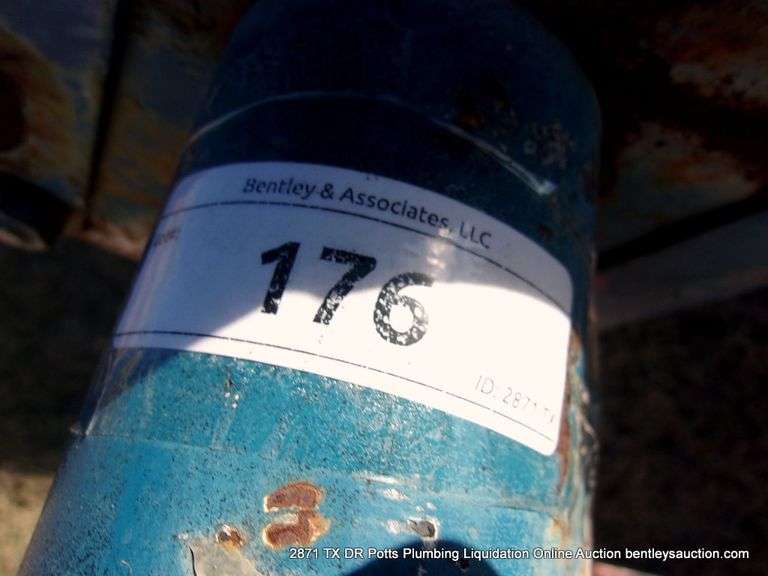 Bentley & Associates, LLC
176
ID: 2871 TX
2871 TX DR Potts Plumbing Liquidation Online Auction bentleysauction.com